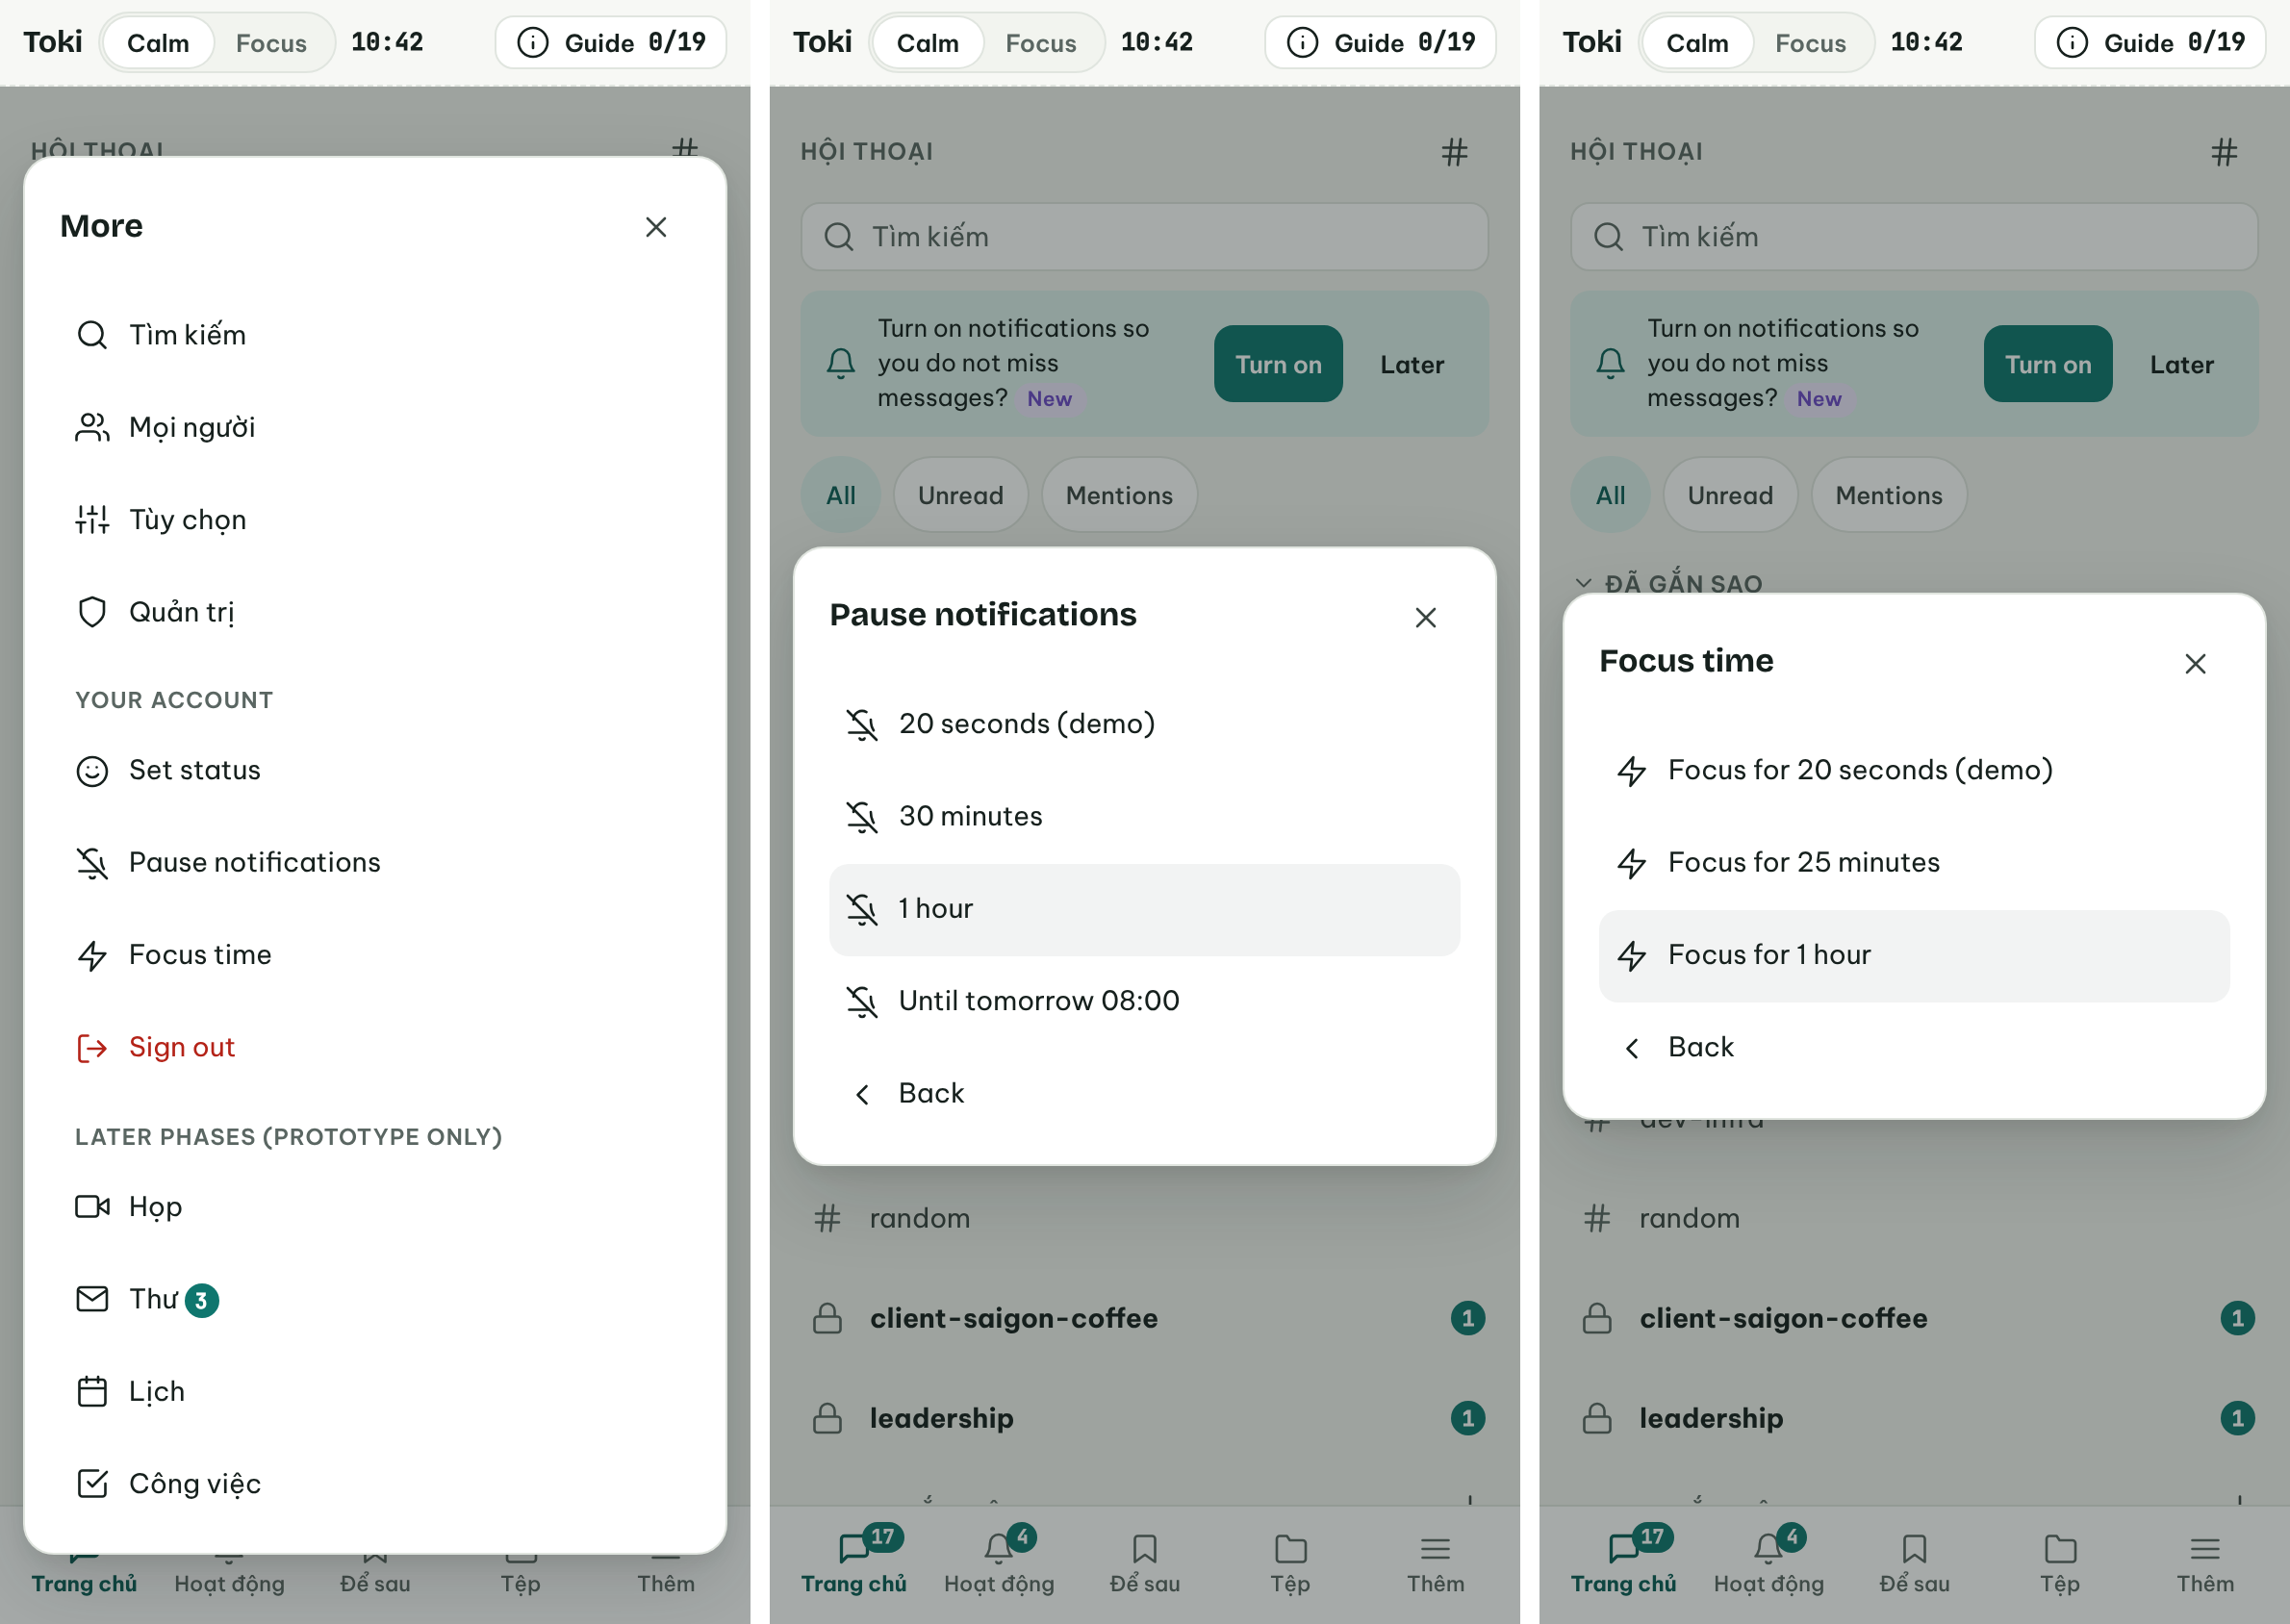 Toki Calm Focus 10:42 Guide 0/19
HỘI THOẠI
More
Tìm kiếm
Mọi người
Tùy chọn
Quản trị
YOUR ACCOUNT
Set status
Pause notifications
Focus time
Sign out
LATER PHASES (PROTOTYPE ONLY)
Họp
Thư 3
Lịch
Công việc
Trang chủ Hoạt động Để sau Tệp Thêm
Toki Calm Focus 10:42 Guide 0/19
HỘI THOẠI
Tìm kiếm
Turn on notifications so
you do not miss
messages? New
Turn on Later
All Unread Mentions
Pause notifications
20 seconds (demo)
30 minutes
1 hour
Until tomorrow 08:00
Back
random
client-saigon-coffee 1
leadership 1
17 4
Trang chủ Hoạt động Để sau Tệp Thêm
Toki Calm Focus 10:42 Guide 0/19
HỘI THOẠI
Tìm kiếm
Turn on notifications so
you do not miss
messages? New
Turn on Later
All Unread Mentions
ĐÃ GẮN SAO
Focus time
Focus for 20 seconds (demo)
Focus for 25 minutes
Focus for 1 hour
Back
dev-infra
random
client-saigon-coffee 1
leadership 1
17 4
Trang chủ Hoạt động Để sau Tệp Thêm